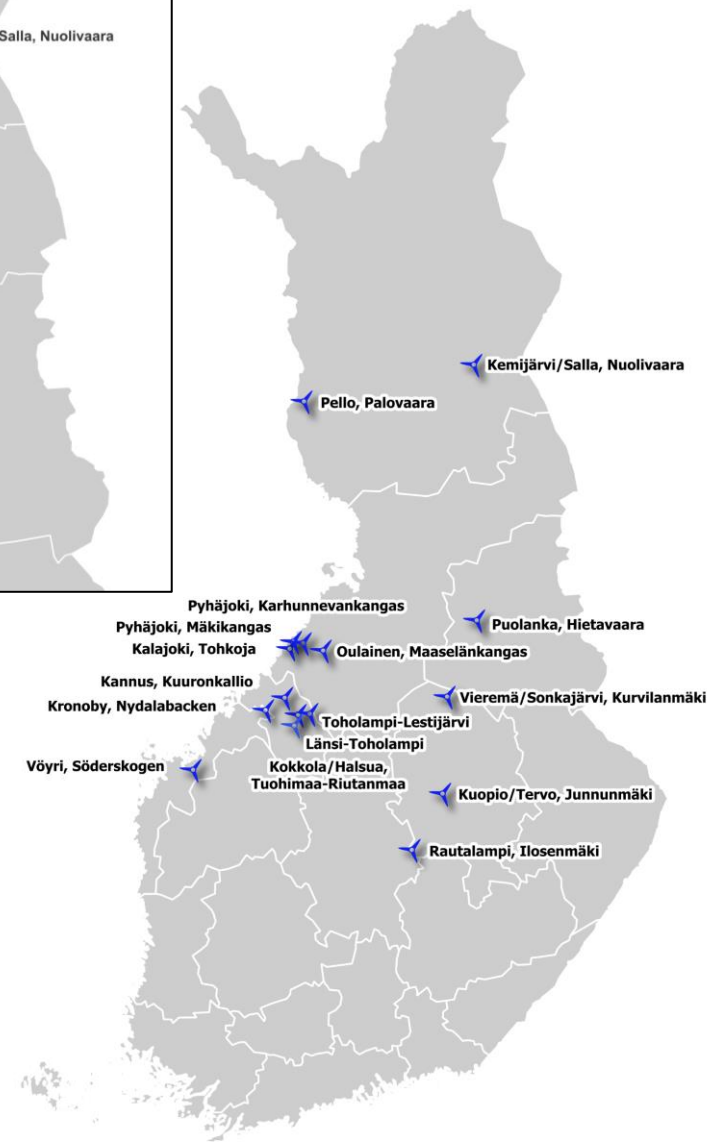 Salla, Nuolivaara
Kemijärvi/Salla, Nuolivaara
Pello, Palovaara
Pyhäjoki, Karhunnevankangas
Puolanka, Hietavaara
Pyhäjoki, Mäkikangas
Kalajoki, Tohkoja
Oulainen, Maaselänkangas
Kannus, Kuuronkallio
Vieremä/Sonkajärvi, Kurvilanmäki
Kronoby, Nydalabacken
Toholampi-Lestijärvi
Länsi-Toholampi
Vöyri, Söderskogen
Kokkola/Halsua,
Tuohimaa-Riutanmaa
Kuopio/Tervo, Junnunmäki
Rautalampi, Ilosenmäki